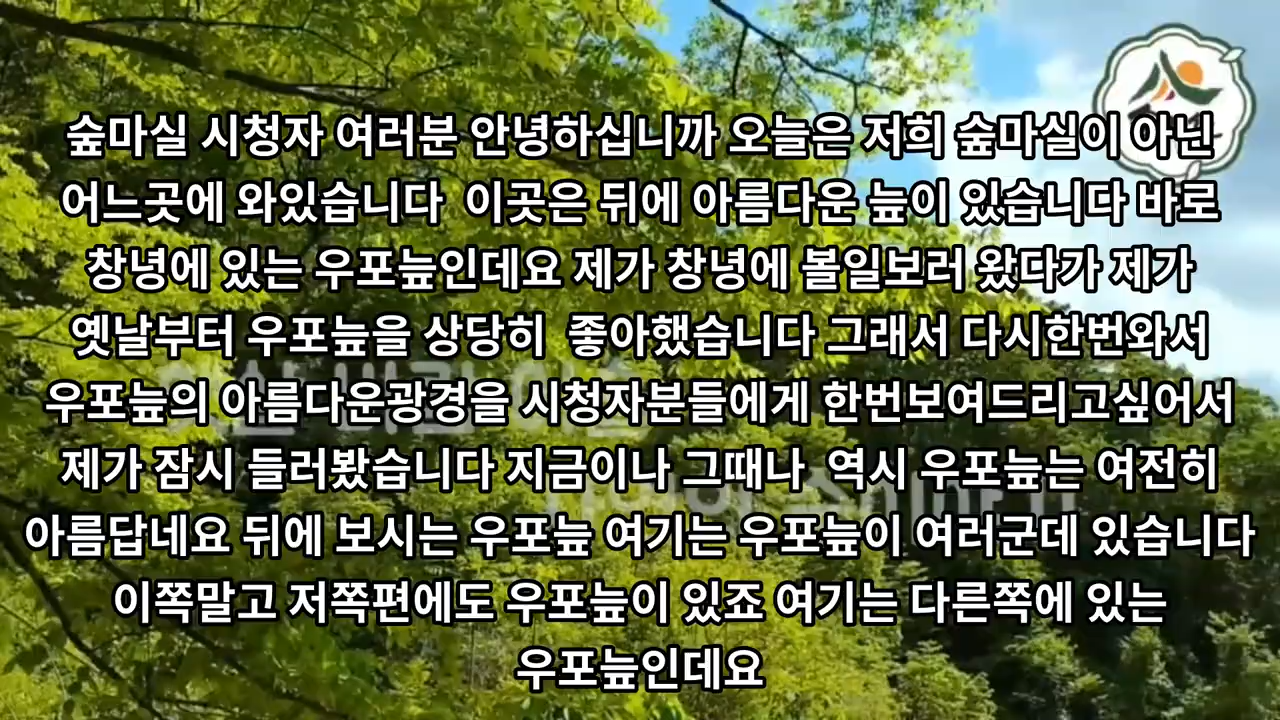 숲마실 시청자 여러분 안녕하십니까 오늘은 저희 숲마실이 아닌
어느곳에 와있습니다  이곳은 뒤에 아름다운 늪이 있습니다 바로
창녕에 있는 우포늪인데요 제가 창녕에 볼일보러 왔다가 제가
옛날부터 우포늪을 상당히  좋아했습니다 그래서 다시한번와서
우포늪의 아름다운광경을 시청자분들에게 한번보여드리고싶어서
제가 잠시 들러봤습니다 지금이나 그때나  역시 우포늪는 여전히
아름답네요 뒤에 보시는 우포늪 여기는 우포늪이 여러군데 있습니다
이쪽말고 저쪽편에도 우포늪이 있죠 여기는 다른쪽에 있는
우포늪인데요